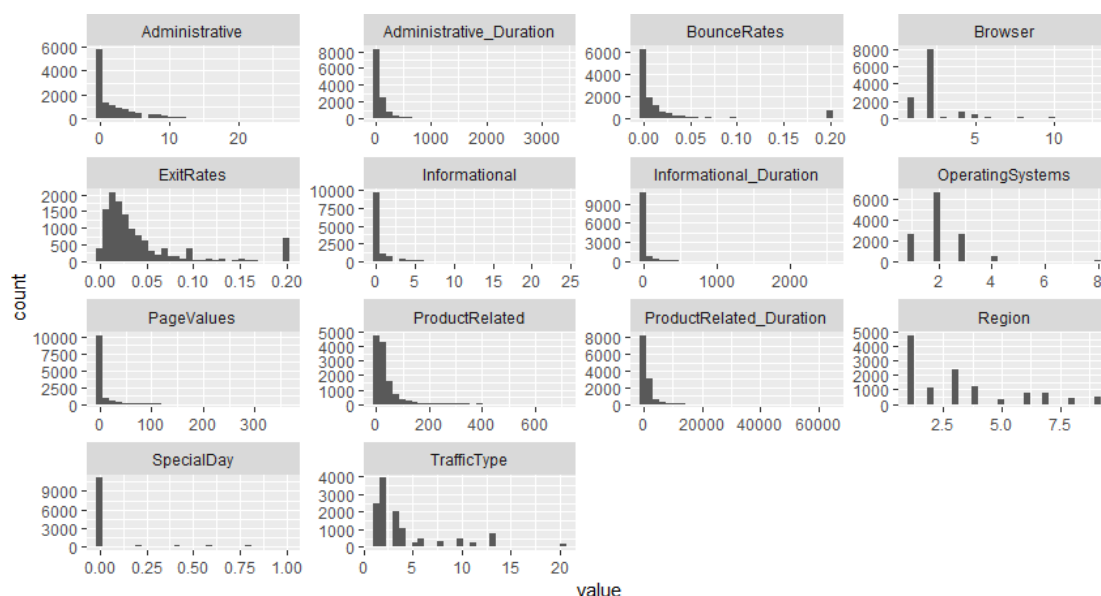 Administrative
Administrative_Duration
BounceRates
Browser
6000
4000
2000
0
0 10 20
8000
6000
4000
2000
0
0 1000 2000 3000
6000
4000
2000
0
0.00 0.05 0.10 0.15 0.20
8000
6000
4000
2000
0
5 10
ExitRates
Informational
Informational_Duration
OperatingSystems
2000
1500
1000
500
0
0.00 0.05 0.10 0.15 0.20
10000
7500
5000
2500
0
0 5 10 15 20 25
9000
6000
3000
0
0 1000 2000
6000
4000
2000
0
2 4 6 8
count
PageValues
ProductRelated
ProductRelated_Duration
Region
10000
7500
5000
2500
0
0 100 200 300
5000
4000
3000
2000
1000
0
0 200 400 600
8000
6000
4000
2000
0
0 20000 40000 60000
5000
4000
3000
2000
1000
0
2.5 5.0 7.5
SpecialDay
TrafficType
9000
6000
3000
0
0.00 0.25 0.50 0.75 1.00
4000
3000
2000
1000
0
0 5 10 15 20
value